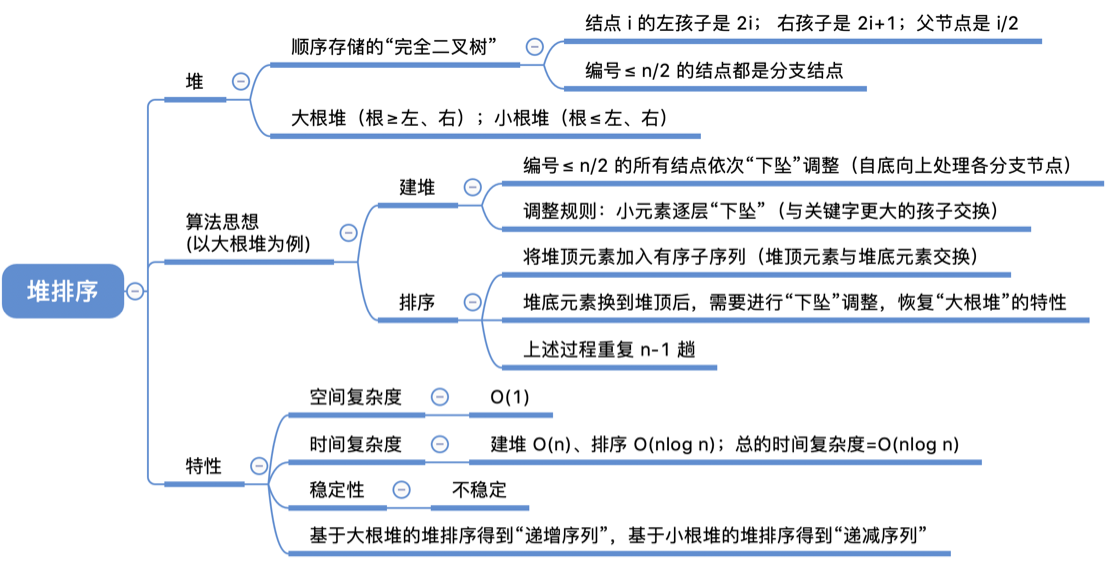 堆排序
堆
顺序存储的“完全二叉树”
结点 i 的左孩子是 2i； 右孩子是 2i+1；父节点是 i/2
编号≤ n/2 的结点都是分支结点
大根堆（根≥左、右）；小根堆（根≤左、右）
算法思想
(以大根堆为例)
建堆
编号≤ n/2 的所有结点依次“下坠”调整（自底向上处理各分支节点）
调整规则：小元素逐层“下坠”（与关键字更大的孩子交换）
排序
将堆顶元素加入有序子序列（堆顶元素与堆底元素交换）
堆底元素换到堆顶后，需要进行“下坠”调整，恢复“大根堆”的特性
上述过程重复 n-1 趟
特性
空间复杂度
O(1)
时间复杂度
建堆 O(n)、排序 O(nlog n)；总的时间复杂度=O(nlog n)
稳定性
不稳定
基于大根堆的堆排序得到“递增序列”，基于小根堆的堆排序得到“递减序列”